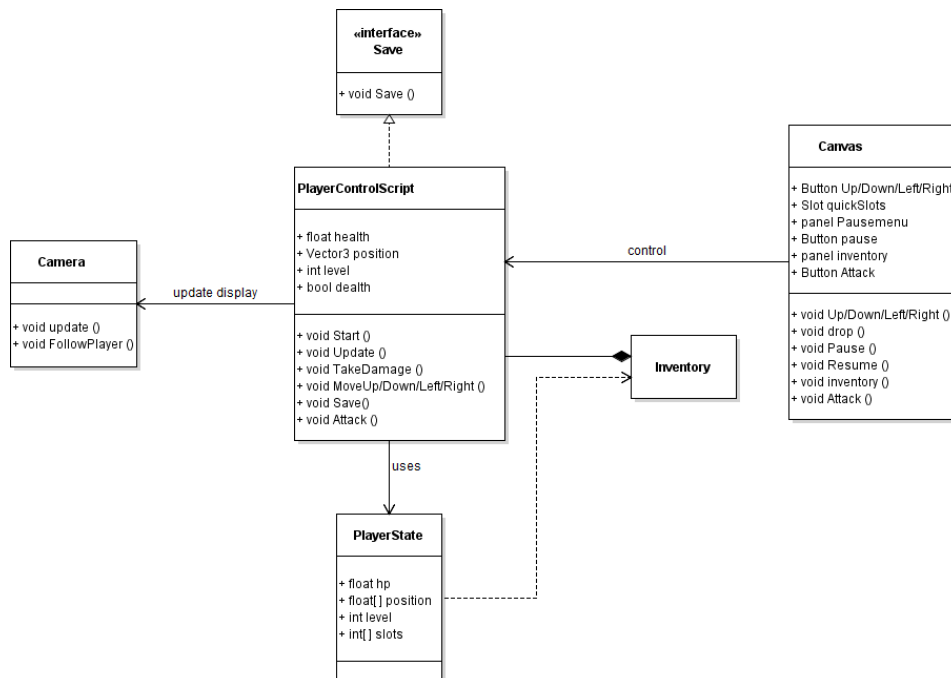 «interface»
Save
+ void Save ()
PlayerControlScript
+ float health
+ Vector3 position
+ int level
+ bool dealth
+ void Start ()
+ void Update ()
+ void TakeDamage ()
+ void MoveUp/Down/Left/Right ()
+ void Save()
+ void Attack ()
Canvas
+ Button Up/Down/Left/Right
+ Slot quickSlots
+ panel Pausemenu
+ Button pause
+ panel inventory
+ Button Attack
+ void Up/Down/Left/Right ()
+ void drop ()
+ void Pause ()
+ void Resume ()
+ void inventory ()
+ void Attack ()
control
Camera
+ void update ()
+ void FollowPlayer ()
update display
Inventory
uses
PlayerState
+ float hp
+ float[ ] position
+ int level
+ int[ ] slots